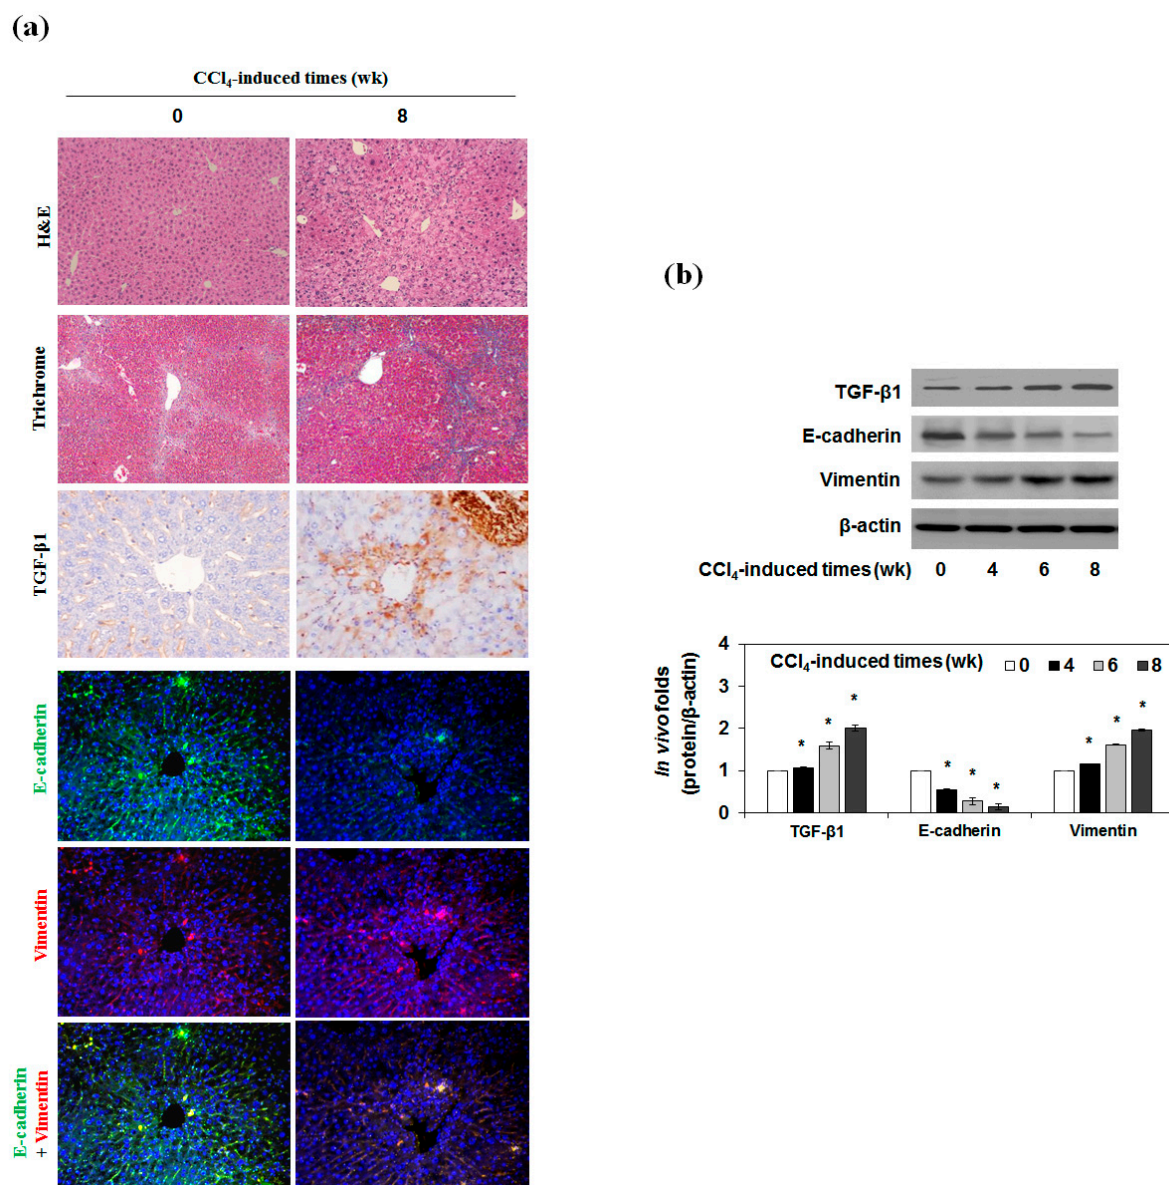 (a)
CCl₄-induced times (wk)
0 8
H&E
Trichrome
TGF-β1
E-cadherin
Vimentin
E-cadherin
+ Vimentin
(b)
TGF-β1
E-cadherin
Vimentin
β-actin
CCl₄-induced times (wk) 0 4 6 8
In vivo folds
(protein/β-actin)
4
3
2
1
0
CCl₄-induced times (wk) 0 4 6 8
* * *
* * *
* * *
TGF-β1 E-cadherin Vimentin